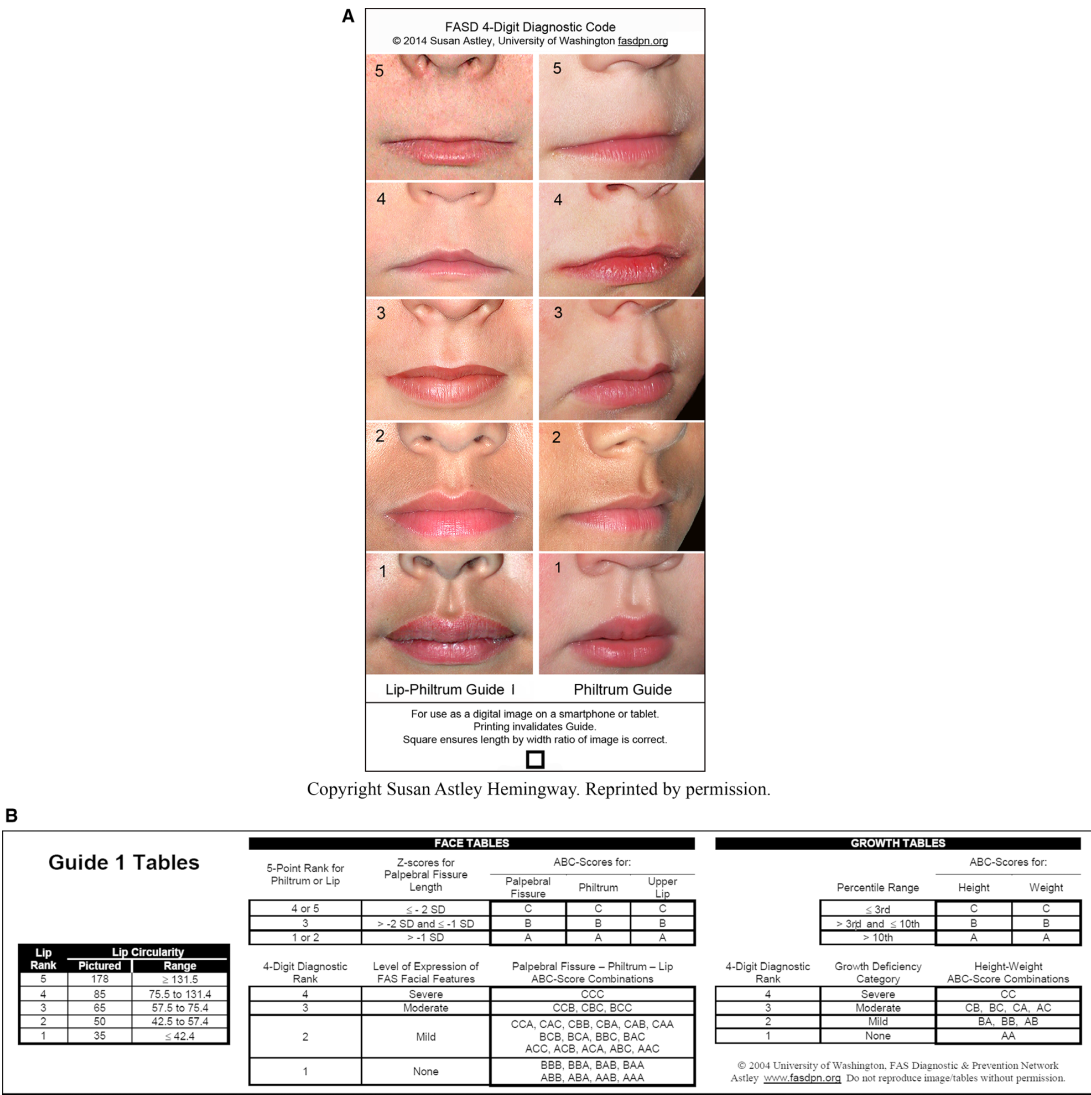 A
FASD 4-Digit Diagnostic Code
© 2014 Susan Astley, University of Washington fasdpn.org
5 5
4 4
3 3
2 2
1 1
Lip-Philtrum Guide I Philtrum Guide
For use as a digital image on a smartphone or tablet.
Printing invalidates Guide.
Square ensures length by width ratio of image is correct.
Copyright Susan Astley Hemingway. Reprinted by permission.
B
Guide 1 Tables
Lip Rank Lip Circularity
Pictured Range
5 178 ≥ 131.5
4 85 75.5 to 131.4
3 65 57.5 to 75.4
2 50 42.5 to 57.4
1 35 ≤ 42.4
FACE TABLES
5-Point Rank for Philtrum or Lip Z-scores for Palpebral Fissure Length ABC-Scores for:
Palpebral Fissure Philtrum Upper Lip
4 or 5 ≤ - 2 SD C C C
3 > -2 SD and ≤ -1 SD B B B
1 or 2 > -1 SD A A A
4-Digit Diagnostic Rank Level of Expression of FAS Facial Features Palpebral Fissure – Philtrum – Lip ABC-Score Combinations
4 Severe CCC
3 Moderate CCB, CBC, BCC
2 Mild CCA, CAC, CBB, CBA, CAB, CAA
BCB, BCA, BBC, BAC
ACC, ACB, ACA, ABC, AAC
1 None BBB, BBA, BAB, BAA
ABB, ABA, AAB, AAA
GROWTH TABLES
ABC-Scores for:
Percentile Range Height Weight
≤ 3rd C C
> 3rd and ≤ 10th B B
> 10th A A
4-Digit Diagnostic Rank Growth Deficiency Category Height-Weight ABC-Score Combinations
4 Severe CC
3 Moderate CB, BC, CA, AC
2 Mild BA, BB, AB
1 None AA
© 2004 University of Washington, FAS Diagnostic & Prevention Network
Astley www.fasdpn.org Do not reproduce image/tables without permission.